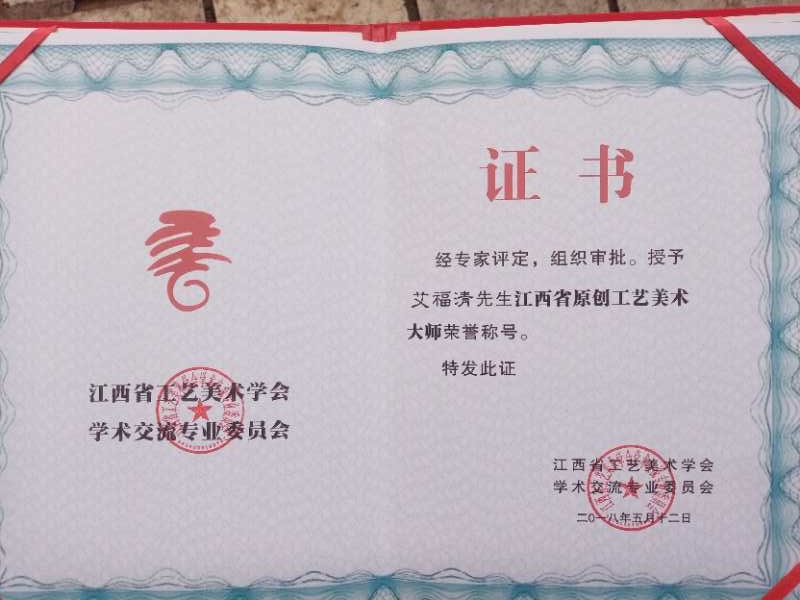 江西省工艺美术学会
学术交流专业委员会
证书
经专家评定，组织审批。授予
艾福清先生江西省原创工艺美术
大师荣誉称号。
特发此证
江西省工艺美术学会
学术交流专业委员会
二〇一八年五月十二日